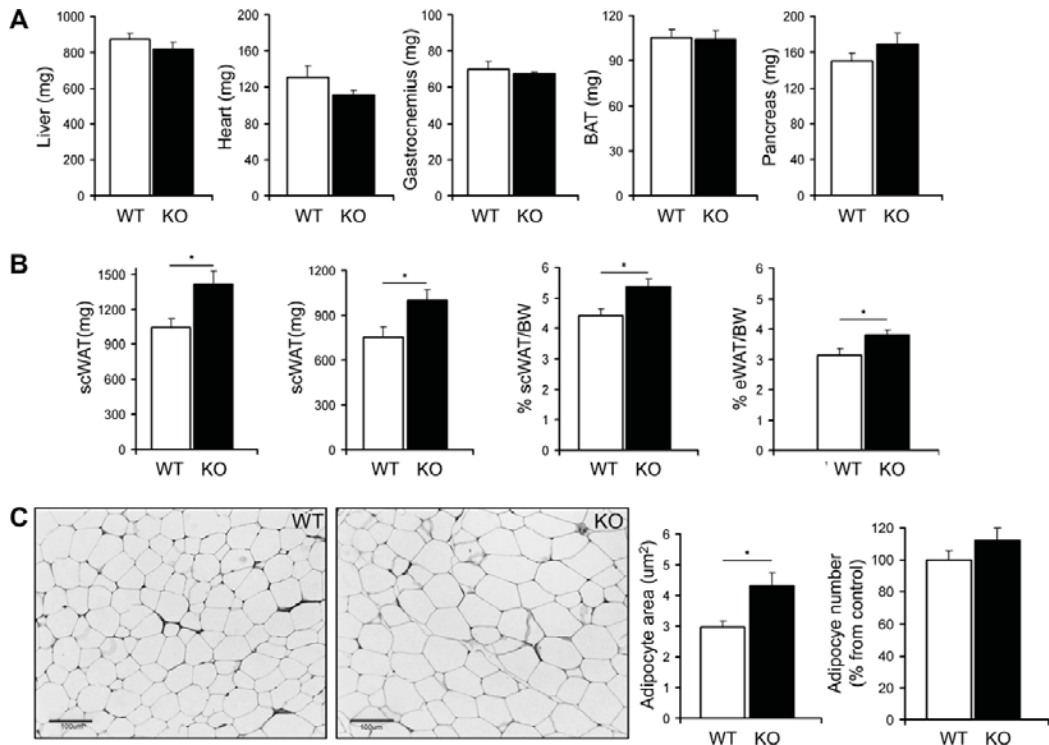 A
Liver (mg)
1000
800
600
400
200
0
WT KO
Heart (mg)
200
160
120
80
40
0
WT KO
Gastrocnemius (mg)
100
80
60
40
20
0
WT KO
BAT (mg)
120
90
60
30
0
WT KO
Pancreas (mg)
200
160
120
80
40
0
WT KO
B
scWAT(mg)
1500
1200
900
600
300
0
*
WT KO
scWAT(mg)
1200
900
600
300
0
*
WT KO
% scWAT/BW
6
5
4
3
2
1
0
*
WT KO
% eWAT/BW
6
5
4
3
2
1
0
*
WT KO
C
WT
100um
KO
100um
Adipocyte area (um2)
6
5
4
3
2
1
0
*
WT KO
Adipocye number
(% from control)
120
100
80
60
40
20
0
WT KO